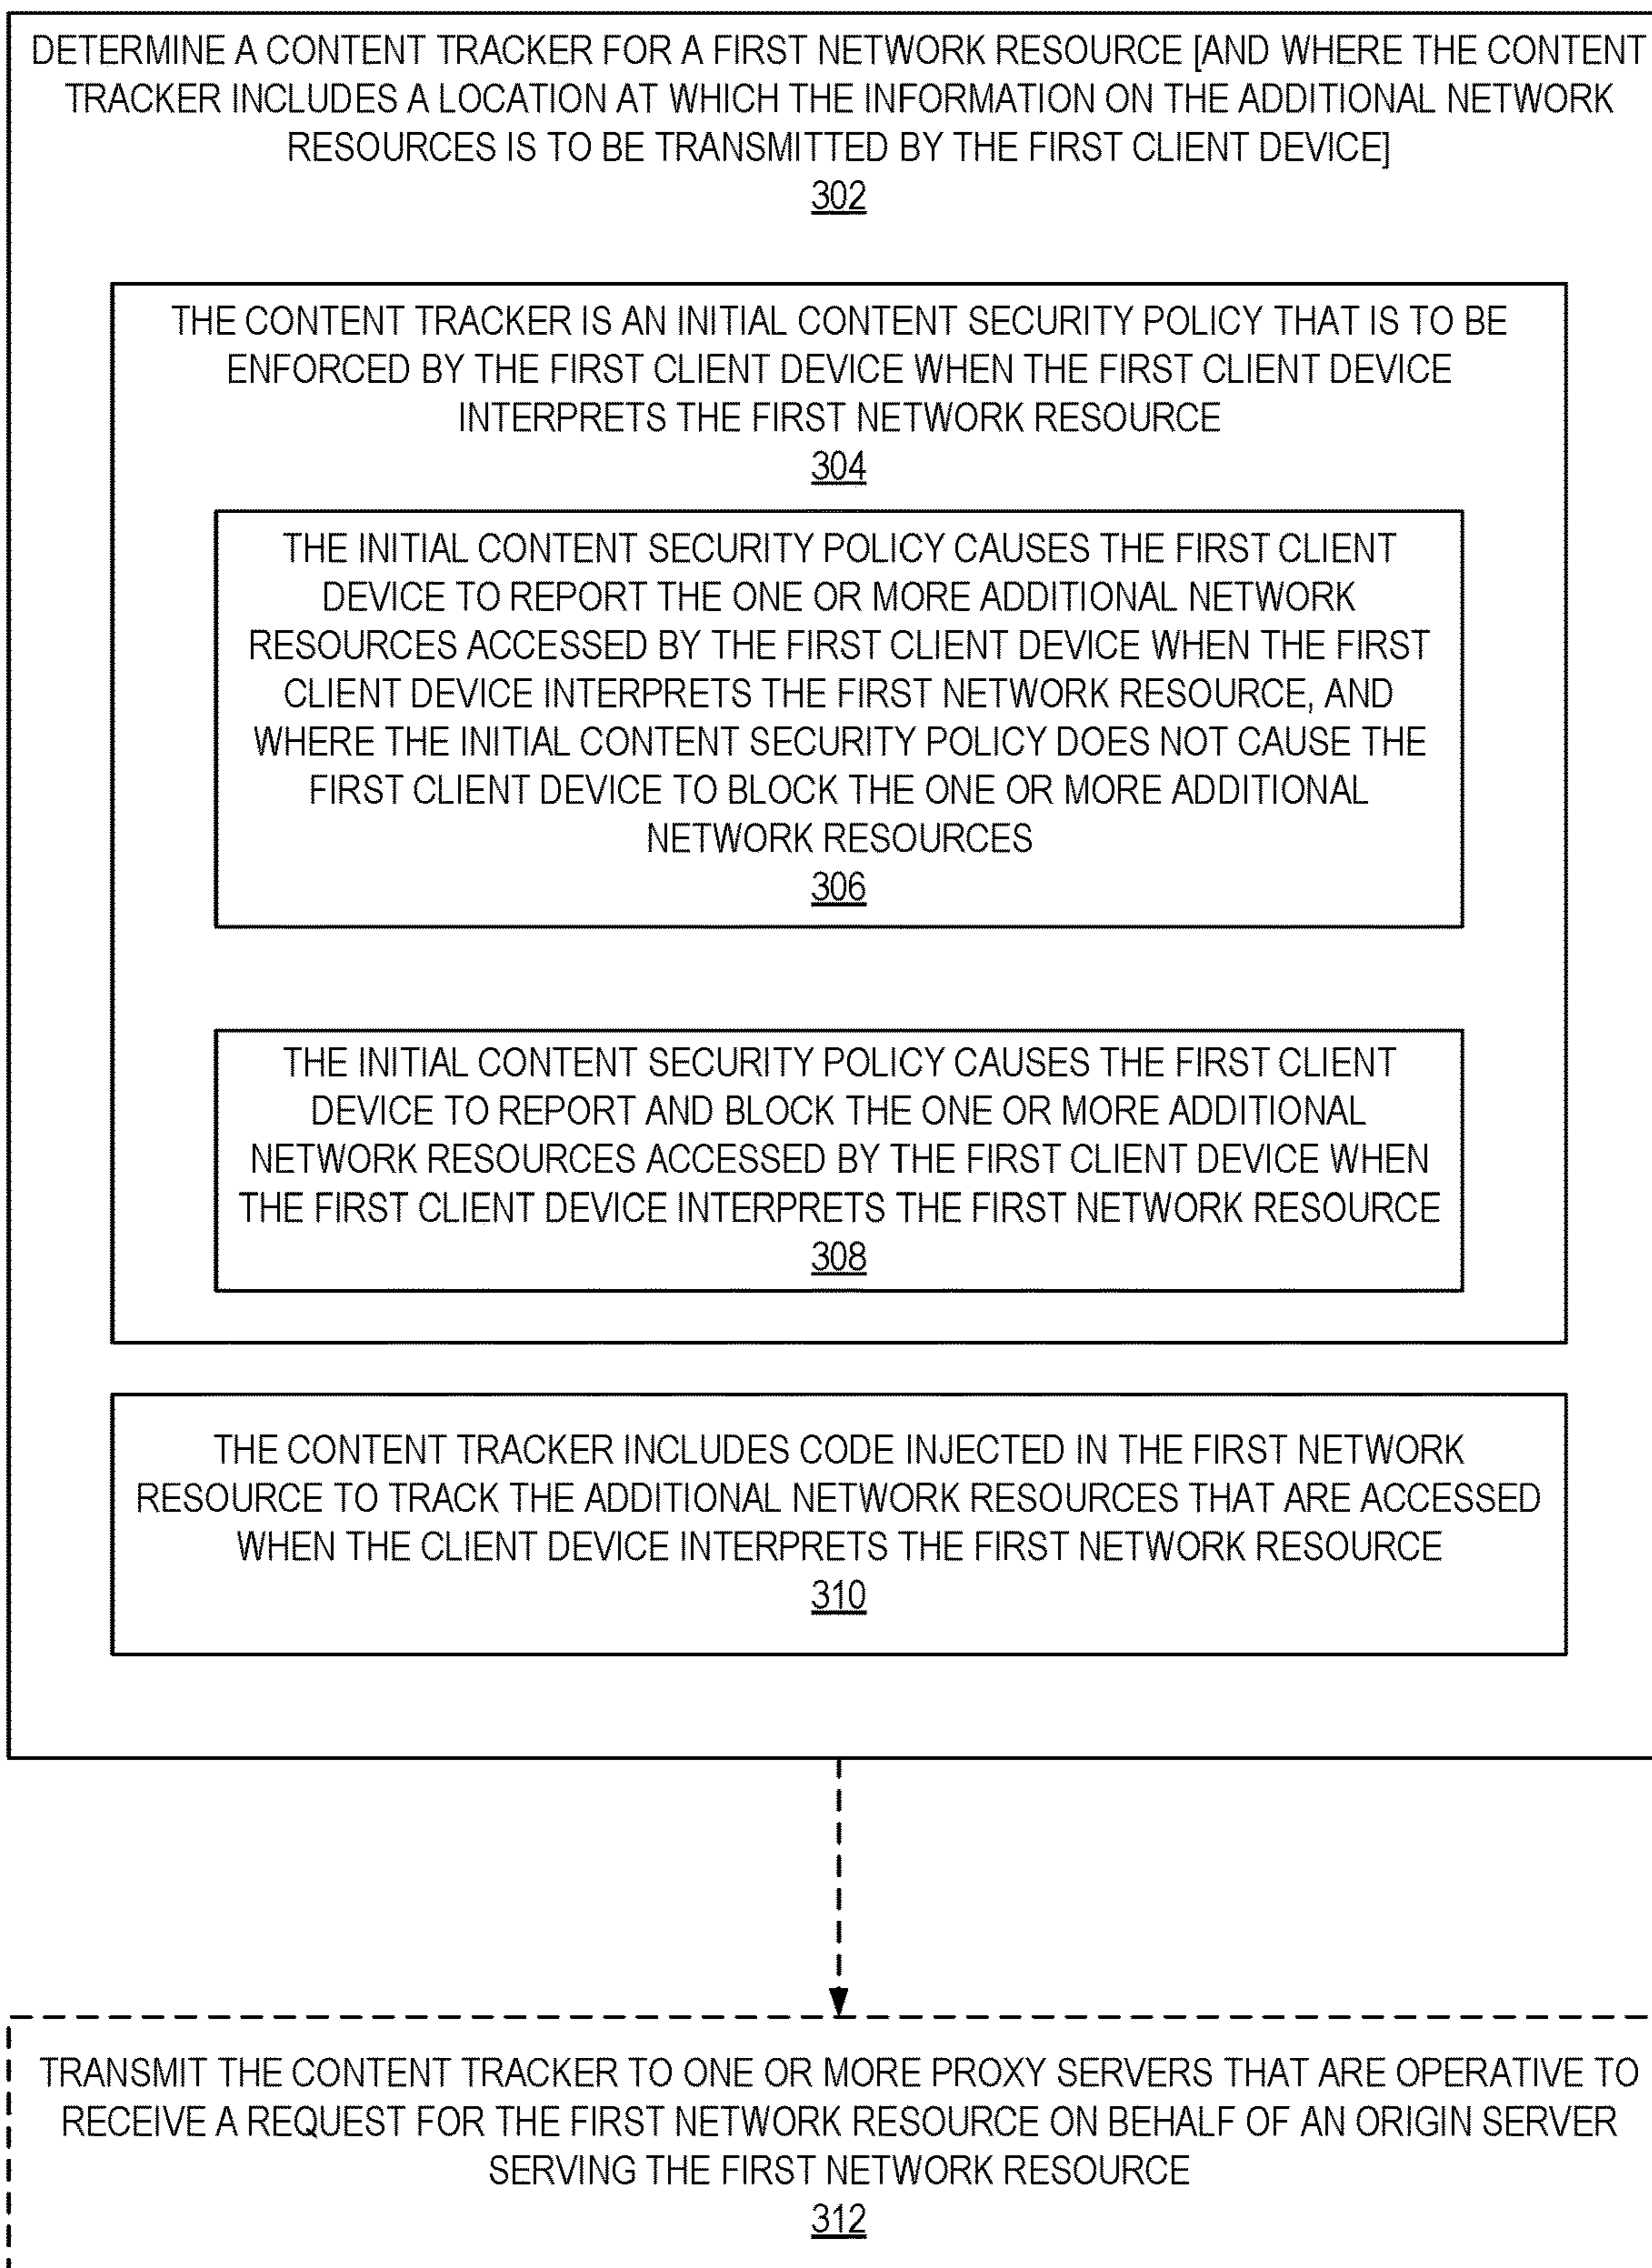 DETERMINE A CONTENT TRACKER FOR A FIRST NETWORK RESOURCE [AND WHERE THE CONTENT
TRACKER INCLUDES A LOCATION AT WHICH THE INFORMATION ON THE ADDITIONAL NETWORK
RESOURCES IS TO BE TRANSMITTED BY THE FIRST CLIENT DEVICE]
302
THE CONTENT TRACKER IS AN INITIAL CONTENT SECURITY POLICY THAT IS TO BE
ENFORCED BY THE FIRST CLIENT DEVICE WHEN THE FIRST CLIENT DEVICE
INTERPRETS THE FIRST NETWORK RESOURCE
304
THE INITIAL CONTENT SECURITY POLICY CAUSES THE FIRST CLIENT
DEVICE TO REPORT THE ONE OR MORE ADDITIONAL NETWORK
RESOURCES ACCESSED BY THE FIRST CLIENT DEVICE WHEN THE FIRST
CLIENT DEVICE INTERPRETS THE FIRST NETWORK RESOURCE, AND
WHERE THE INITIAL CONTENT SECURITY POLICY DOES NOT CAUSE THE
FIRST CLIENT DEVICE TO BLOCK THE ONE OR MORE ADDITIONAL
NETWORK RESOURCES
306
THE INITIAL CONTENT SECURITY POLICY CAUSES THE FIRST CLIENT
DEVICE TO REPORT AND BLOCK THE ONE OR MORE ADDITIONAL
NETWORK RESOURCES ACCESSED BY THE FIRST CLIENT DEVICE WHEN
THE FIRST CLIENT DEVICE INTERPRETS THE FIRST NETWORK RESOURCE
308
THE CONTENT TRACKER INCLUDES CODE INJECTED IN THE FIRST NETWORK
RESOURCE TO TRACK THE ADDITIONAL NETWORK RESOURCES THAT ARE ACCESSED
WHEN THE CLIENT DEVICE INTERPRETS THE FIRST NETWORK RESOURCE
310
TRANSMIT THE CONTENT TRACKER TO ONE OR MORE PROXY SERVERS THAT ARE OPERATIVE TO
RECEIVE A REQUEST FOR THE FIRST NETWORK RESOURCE ON BEHALF OF AN ORIGIN SERVER
SERVING THE FIRST NETWORK RESOURCE
312